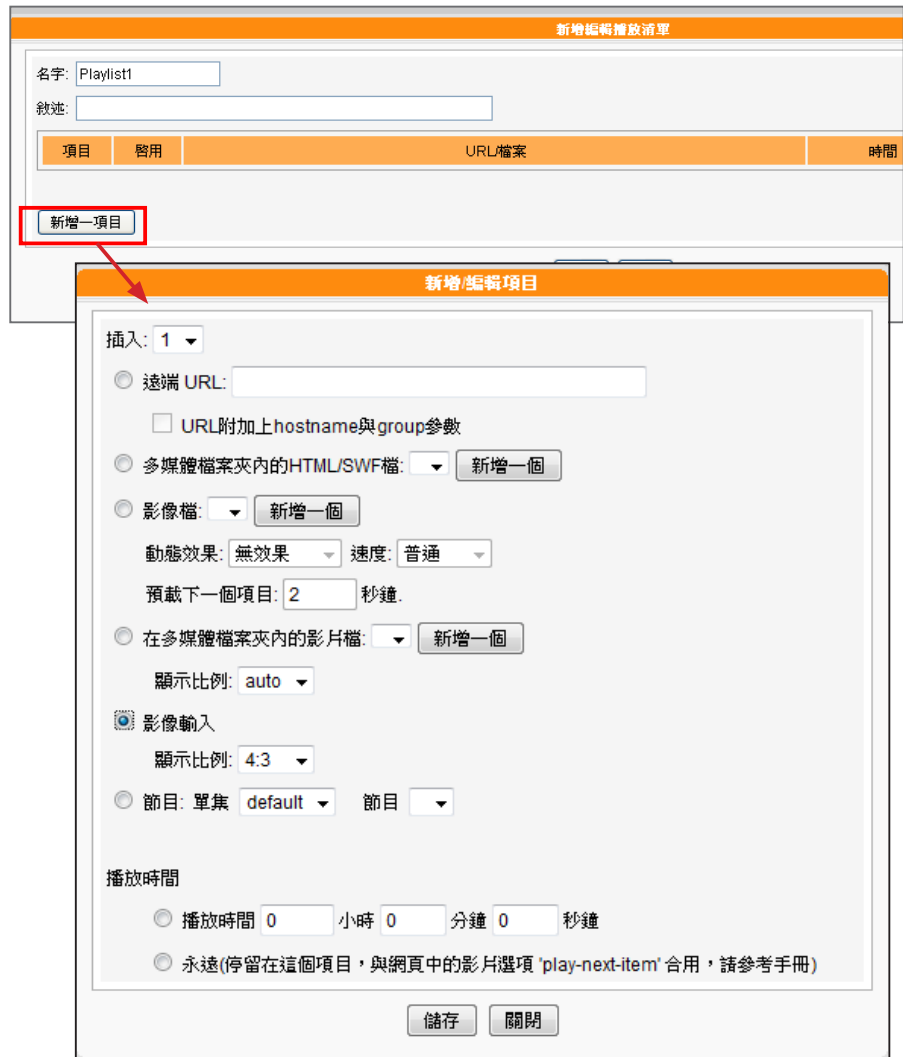 新增編輯播放清單
名字: Playlist1
敘述:
項目 啓用 URL/檔案 時間
新增一項目
新增/編輯項目
插入: 1
遠端 URL:
URL附加上hostname與group參數
多媒體檔案夾內的HTML/SWF檔: 新增一個
影像檔: 新增一個
動態效果: 無效果 速度: 普通
預載下一個項目: 2 秒鐘.
在多媒體檔案夾內的影片檔: 新增一個
顯示比例: auto
影像輸入
顯示比例: 4:3
節目: 單集 default 節目
播放時間
播放時間 0 小時 0 分鐘 0 秒鐘
永遠(停留在這個項目，與網頁中的影片選項 "play-next-item" 合用，請參考手冊)
儲存 關閉